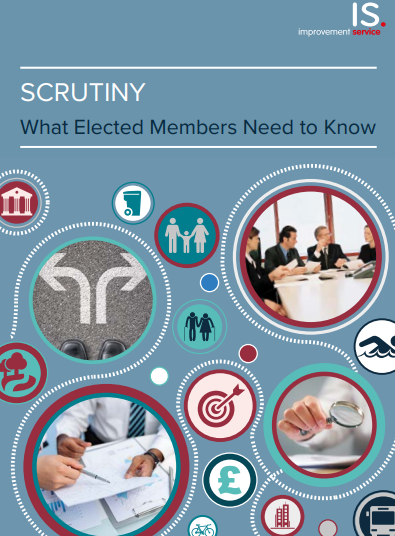 IS.
improvement service
SCRUTINY
What Elected Members Need to Know
£